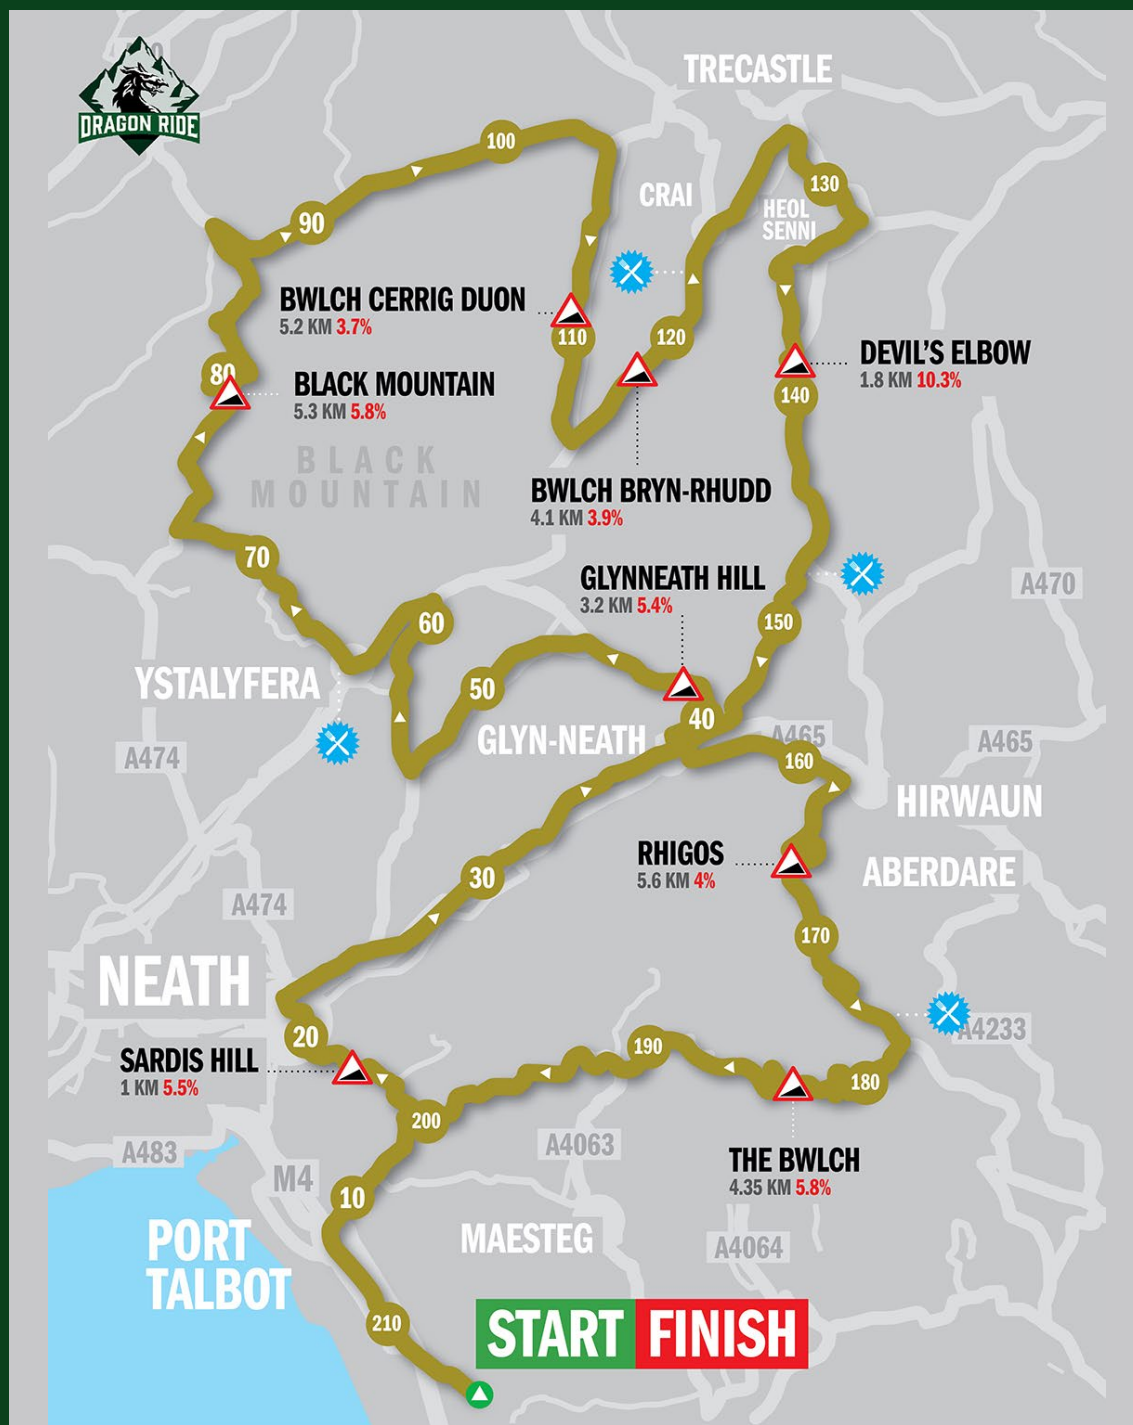 TRECASTLE
DRAGON RIDE
100
130
CRAI
90
HEOL
SENNI
BWLCH CERRIG DUON
5.2 KM 3.7%
110
120
DEVIL'S ELBOW
1.8 KM 10.3%
80
BLACK MOUNTAIN
5.3 KM 5.8%
140
BLACK
MOUNTAIN
BWLCH BRYN-RHUDD
4.1 KM 3.9%
70
GLYNNEATH HILL
3.2 KM 5.4%
A470
60
150
YSTALYFERA
50
40
GLYN-NEATH
A465
A465
A474
160
HIRWAUN
RHIGOS
5.6 KM 4%
ABERDARE
30
A474
170
NEATH
A4233
20
190
SARDIS HILL
1 KM 5.5%
180
200
A483
A4063
M4
THE BWLCH
4.35 KM 5.8%
10
PORT
TALBOT
MAESTEG
A4064
210
START FINISH